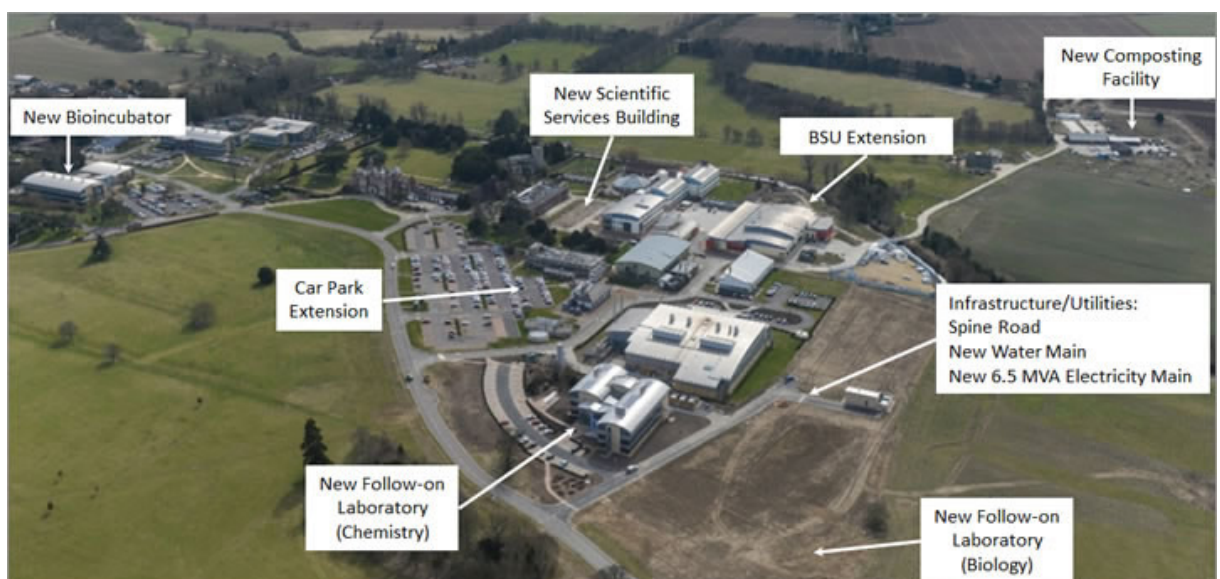 New Bioincubator
New Scientific
Services Building
BSU Extension
New Composting
Facility
Car Park
Extension
Infrastructure/Utilities:
Spine Road
New Water Main
New 6.5 MVA Electricity Main
New Follow-on
Laboratory
(Chemistry)
New Follow-on
Laboratory
(Biology)